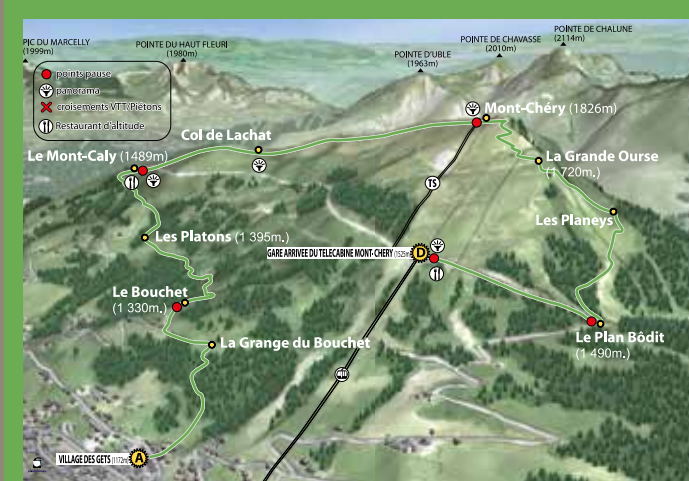 PIC DU MARCELLY
(1999m)
POINTE DU HAUT FLEURI
(1980m)
POINTE D'UBLE
(1963m)
POINTE DE CHAVASSE
(2010m)
POINTE DE CHALUNE
(2114m)
points pause
panorama
croisements VTT/Piétons
Restaurant d'altitude
Mont-Chéry (1826m)
Col de Lachat
Le Mont-Caly (1489m)
La Grande Ourse
(1 720m.)
TS
Les Planeys
Les Platons (1 395m.)
GARE ARRIVEE DU TELECABINE MONT-CHERY (1525m)
D
Le Bouchet
(1 330m.)
Le Plan Bôdit
(1 490m.)
La Grange du Bouchet
VILLAGE DES GETS (1172m)
A